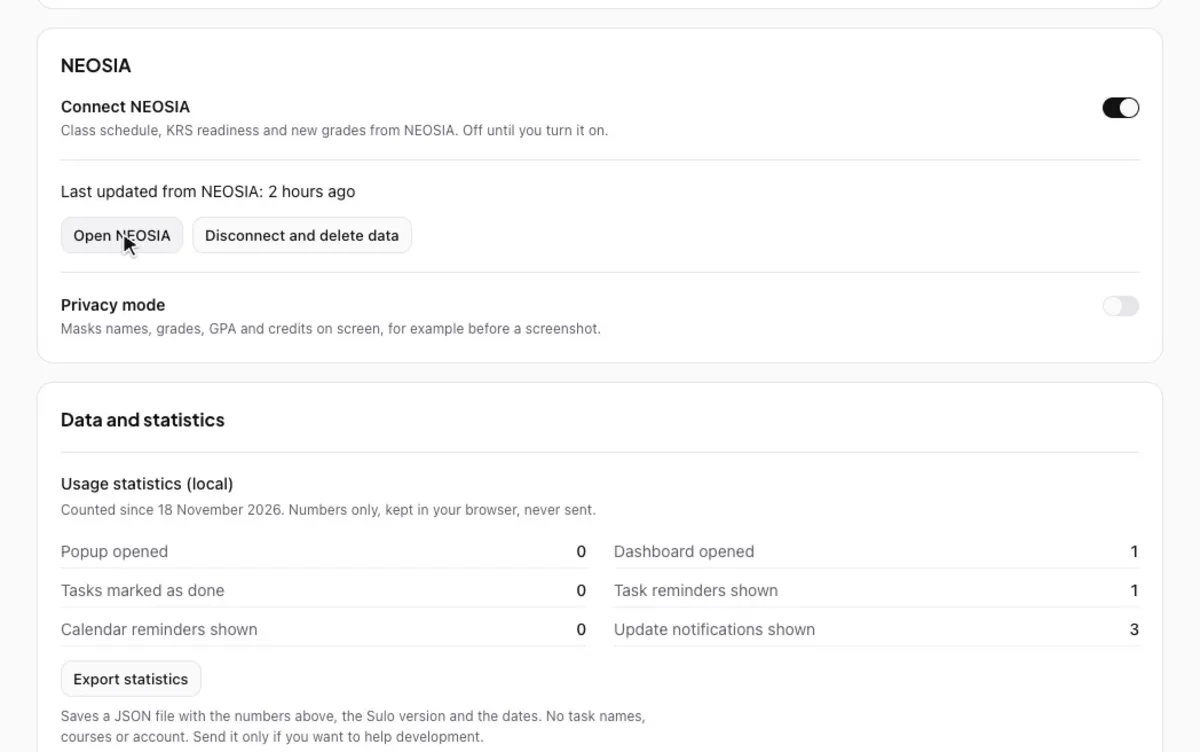 NEOSIA
Connect NEOSIA
Class schedule, KRS readiness and new grades from NEOSIA. Off until you turn it on.
Last updated from NEOSIA: 2 hours ago
Open NEOSIA
Disconnect and delete data
Privacy mode
Masks names, grades, GPA and credits on screen, for example before a screenshot.
Data and statistics
Usage statistics (local)
Counted since 18 November 2026. Numbers only, kept in your browser, never sent.
Popup opened 0
Dashboard opened 1
Tasks marked as done 0
Task reminders shown 1
Calendar reminders shown 0
Update notifications shown 3
Export statistics
Saves a JSON file with the numbers above, the Sulo version and the dates. No task names,
courses or account. Send it only if you want to help development.